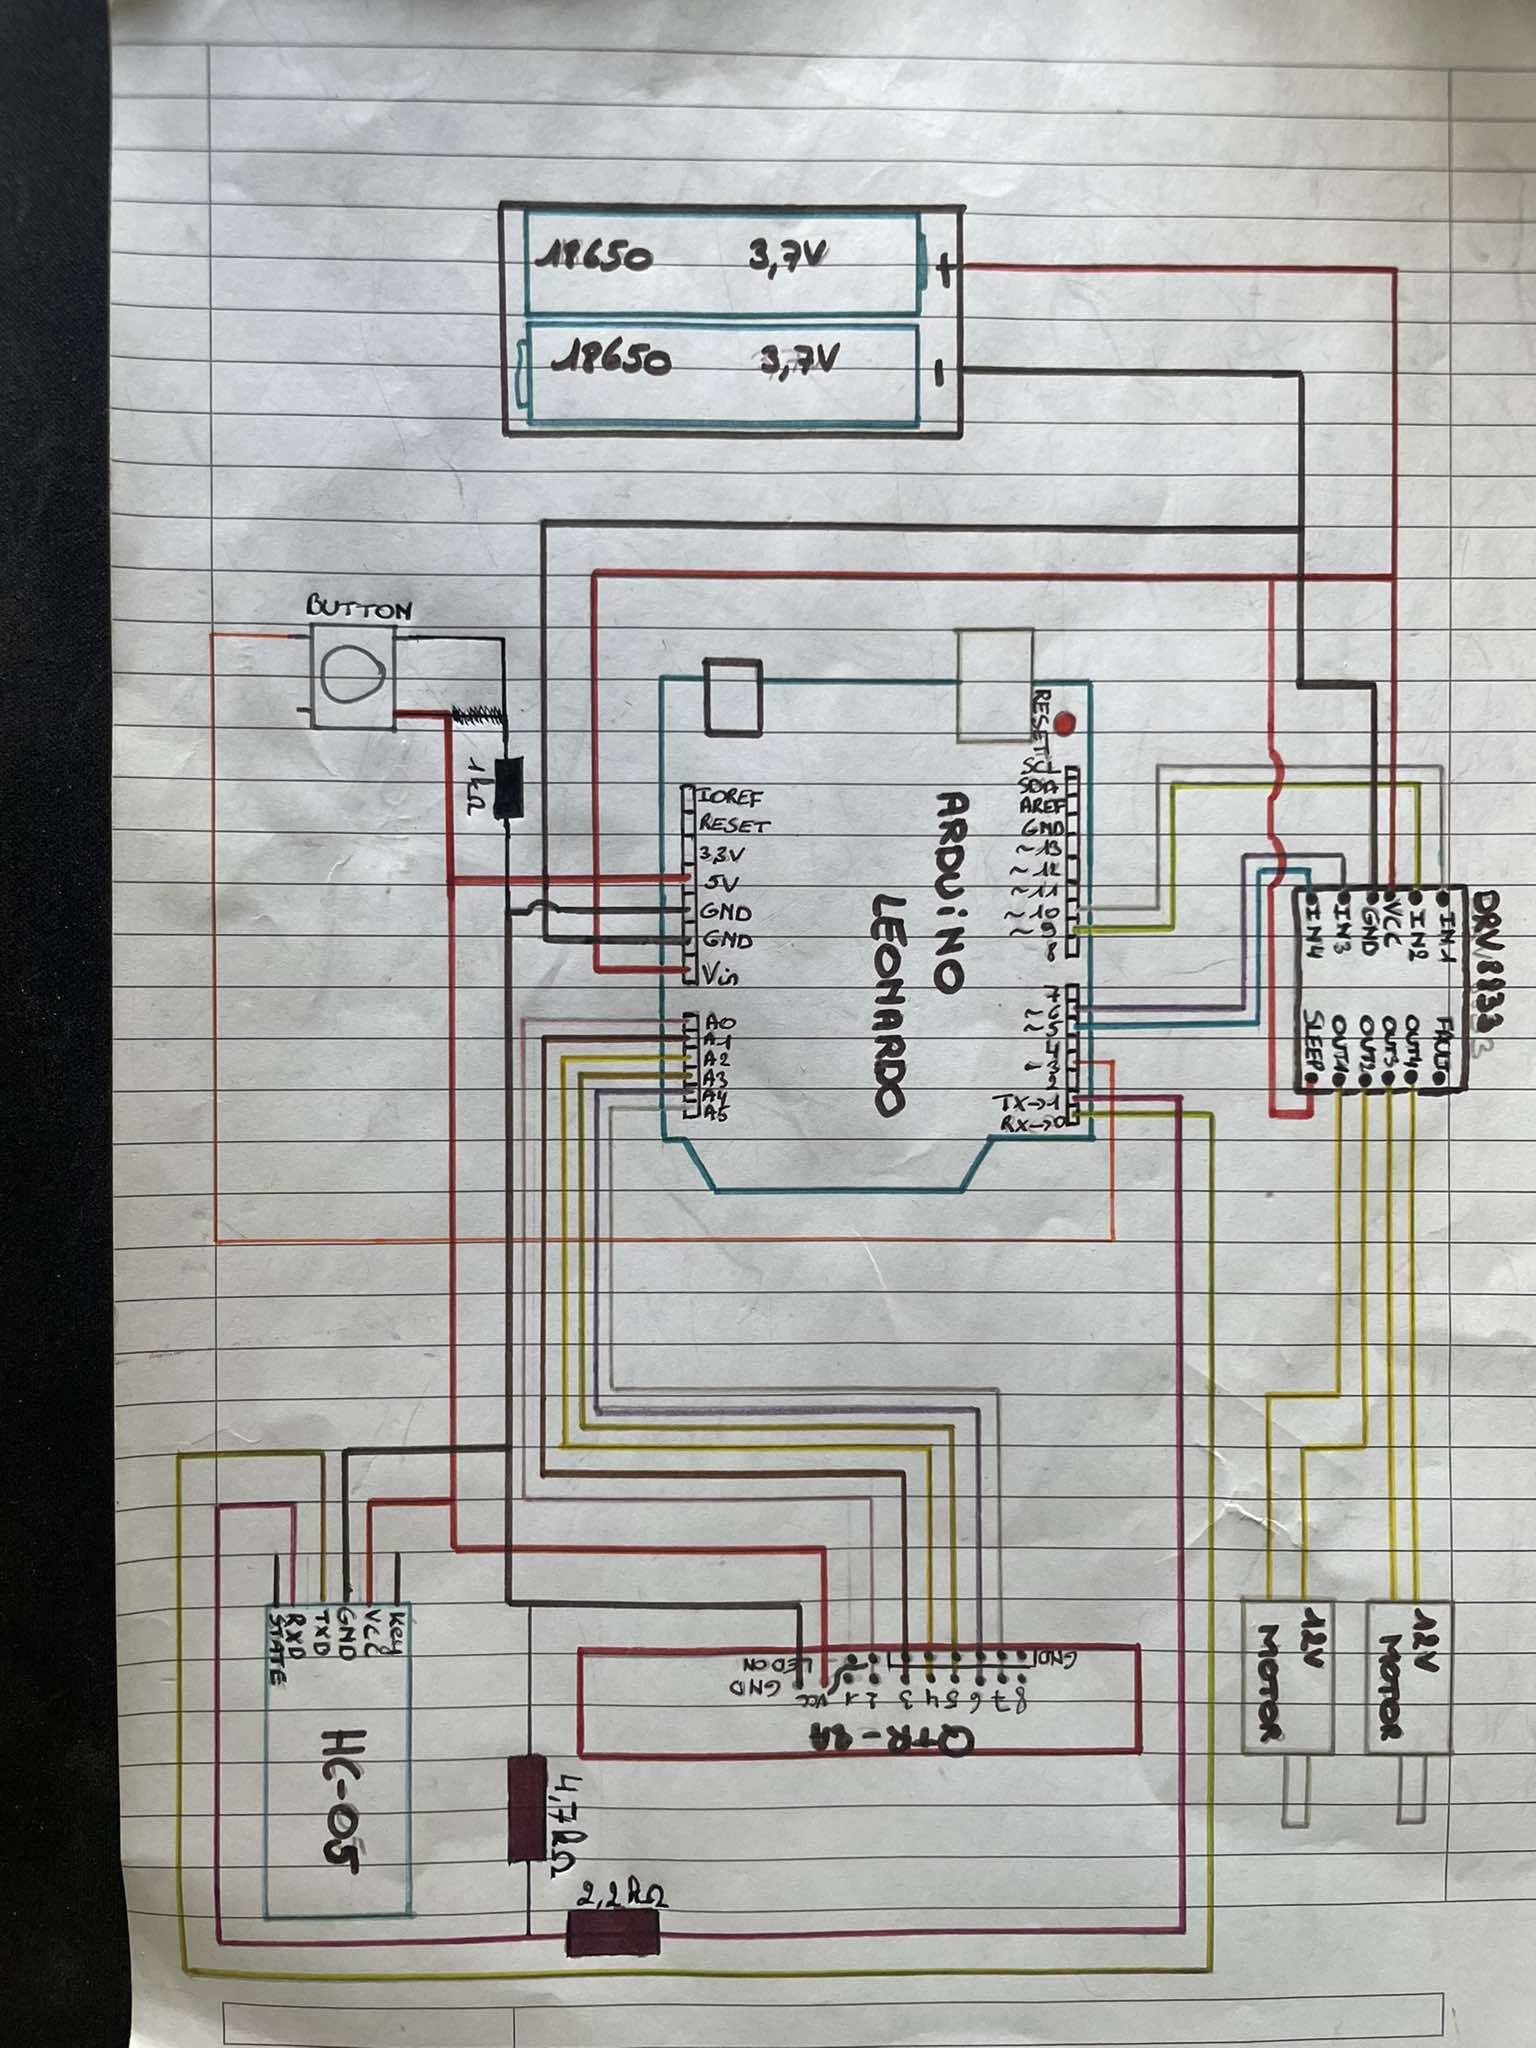 18650 3,7V
+
18650 3,7V
-
BUTTON
1kΩ
RESET
IOREF
RESET
3,3V
5V
GND
GND
Vin
A0
A1
A2
A3
A4
A5
ARDUiNO
LEONARDO
SCL
SDA
AREF
GND
~13
~12
~11
~10
~9
8
7
~6
~5
4
3
2
TX→1
RX→0
DRV8833
IN1
IN2
VCC
GND
IN3
IN4
FAULT
OUT4
OUT3
OUT2
OUT1
SLEEP
12V
MOTOR
12V
MOTOR
Key
VCC
GND
TXD
RXD
STATE
HC-05
GND
LED ON
GND
VCC
1
2
3
4
5
6
7
8
QTR-8A
4,7kΩ
2,2kΩ